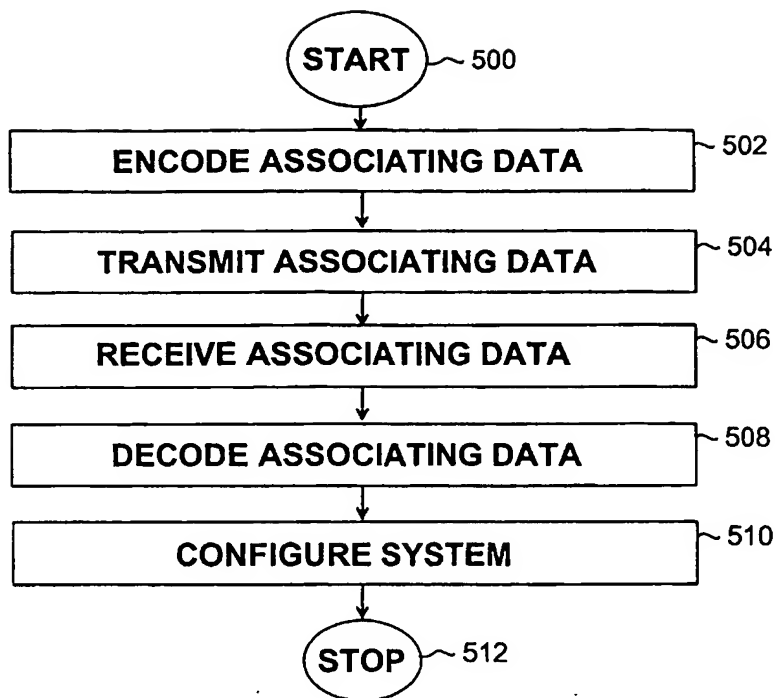 START 500
ENCODE ASSOCIATING DATA 502
TRANSMIT ASSOCIATING DATA 504
RECEIVE ASSOCIATING DATA 506
DECODE ASSOCIATING DATA 508
CONFIGURE SYSTEM 510
STOP 512